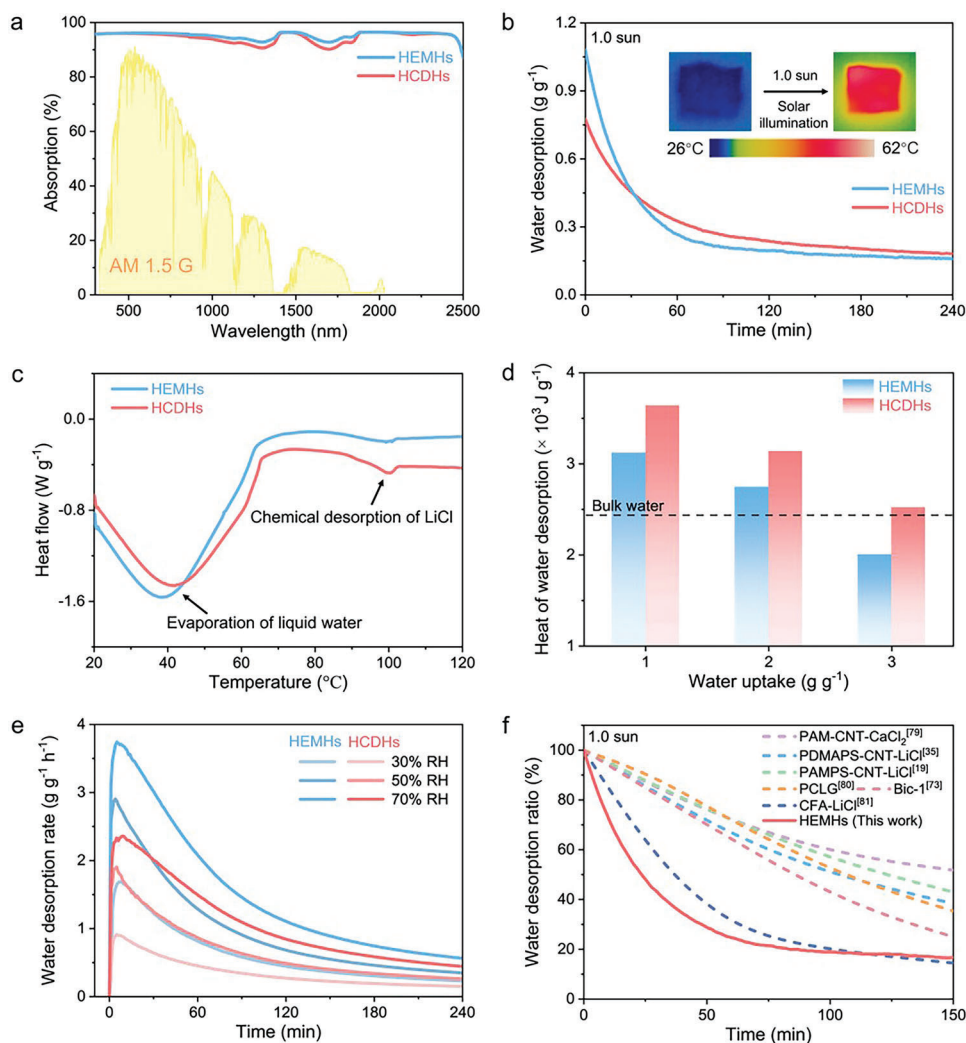 a
Absorption (%)
100
80
60
40
20
0
HEMHs
HCDHs
AM 1.5 G
500
1000
1500
2000
2500
Wavelength (nm)
b
Water desorption (g g⁻¹)
1.2
0.9
0.6
0.3
0.0
1.0 sun
1.0 sun
Solar
illumination
26°C
62°C
HEMHs
HCDHs
0
60
120
180
240
Time (min)
c
Heat flow (W g⁻¹)
0.0
-0.8
-1.6
HEMHs
HCDHs
Chemical desorption of LiCl
Evaporation of liquid water
20
40
60
80
100
120
Temperature (°C)
d
Heat of water desorption (× 10³ J g⁻¹)
4
3
2
1
HEMHs
HCDHs
Bulk water
1
2
3
Water uptake (g g⁻¹)
e
Water desorption rate (g g⁻¹ h⁻¹)
4
3
2
1
0
HEMHs HCDHs
30% RH
50% RH
70% RH
0
60
120
180
240
Time (min)
f
Water desorption ratio (%)
100
80
60
40
20
0
1.0 sun
PAM-CNT-CaCl₂[79]
PDMAPS-CNT-LiCl[35]
PAMPS-CNT-LiCl[19]
PCLG[80] Bic-1[73]
CFA-LiCl[81]
HEMHs (This work)
0
50
100
150
Time (min)